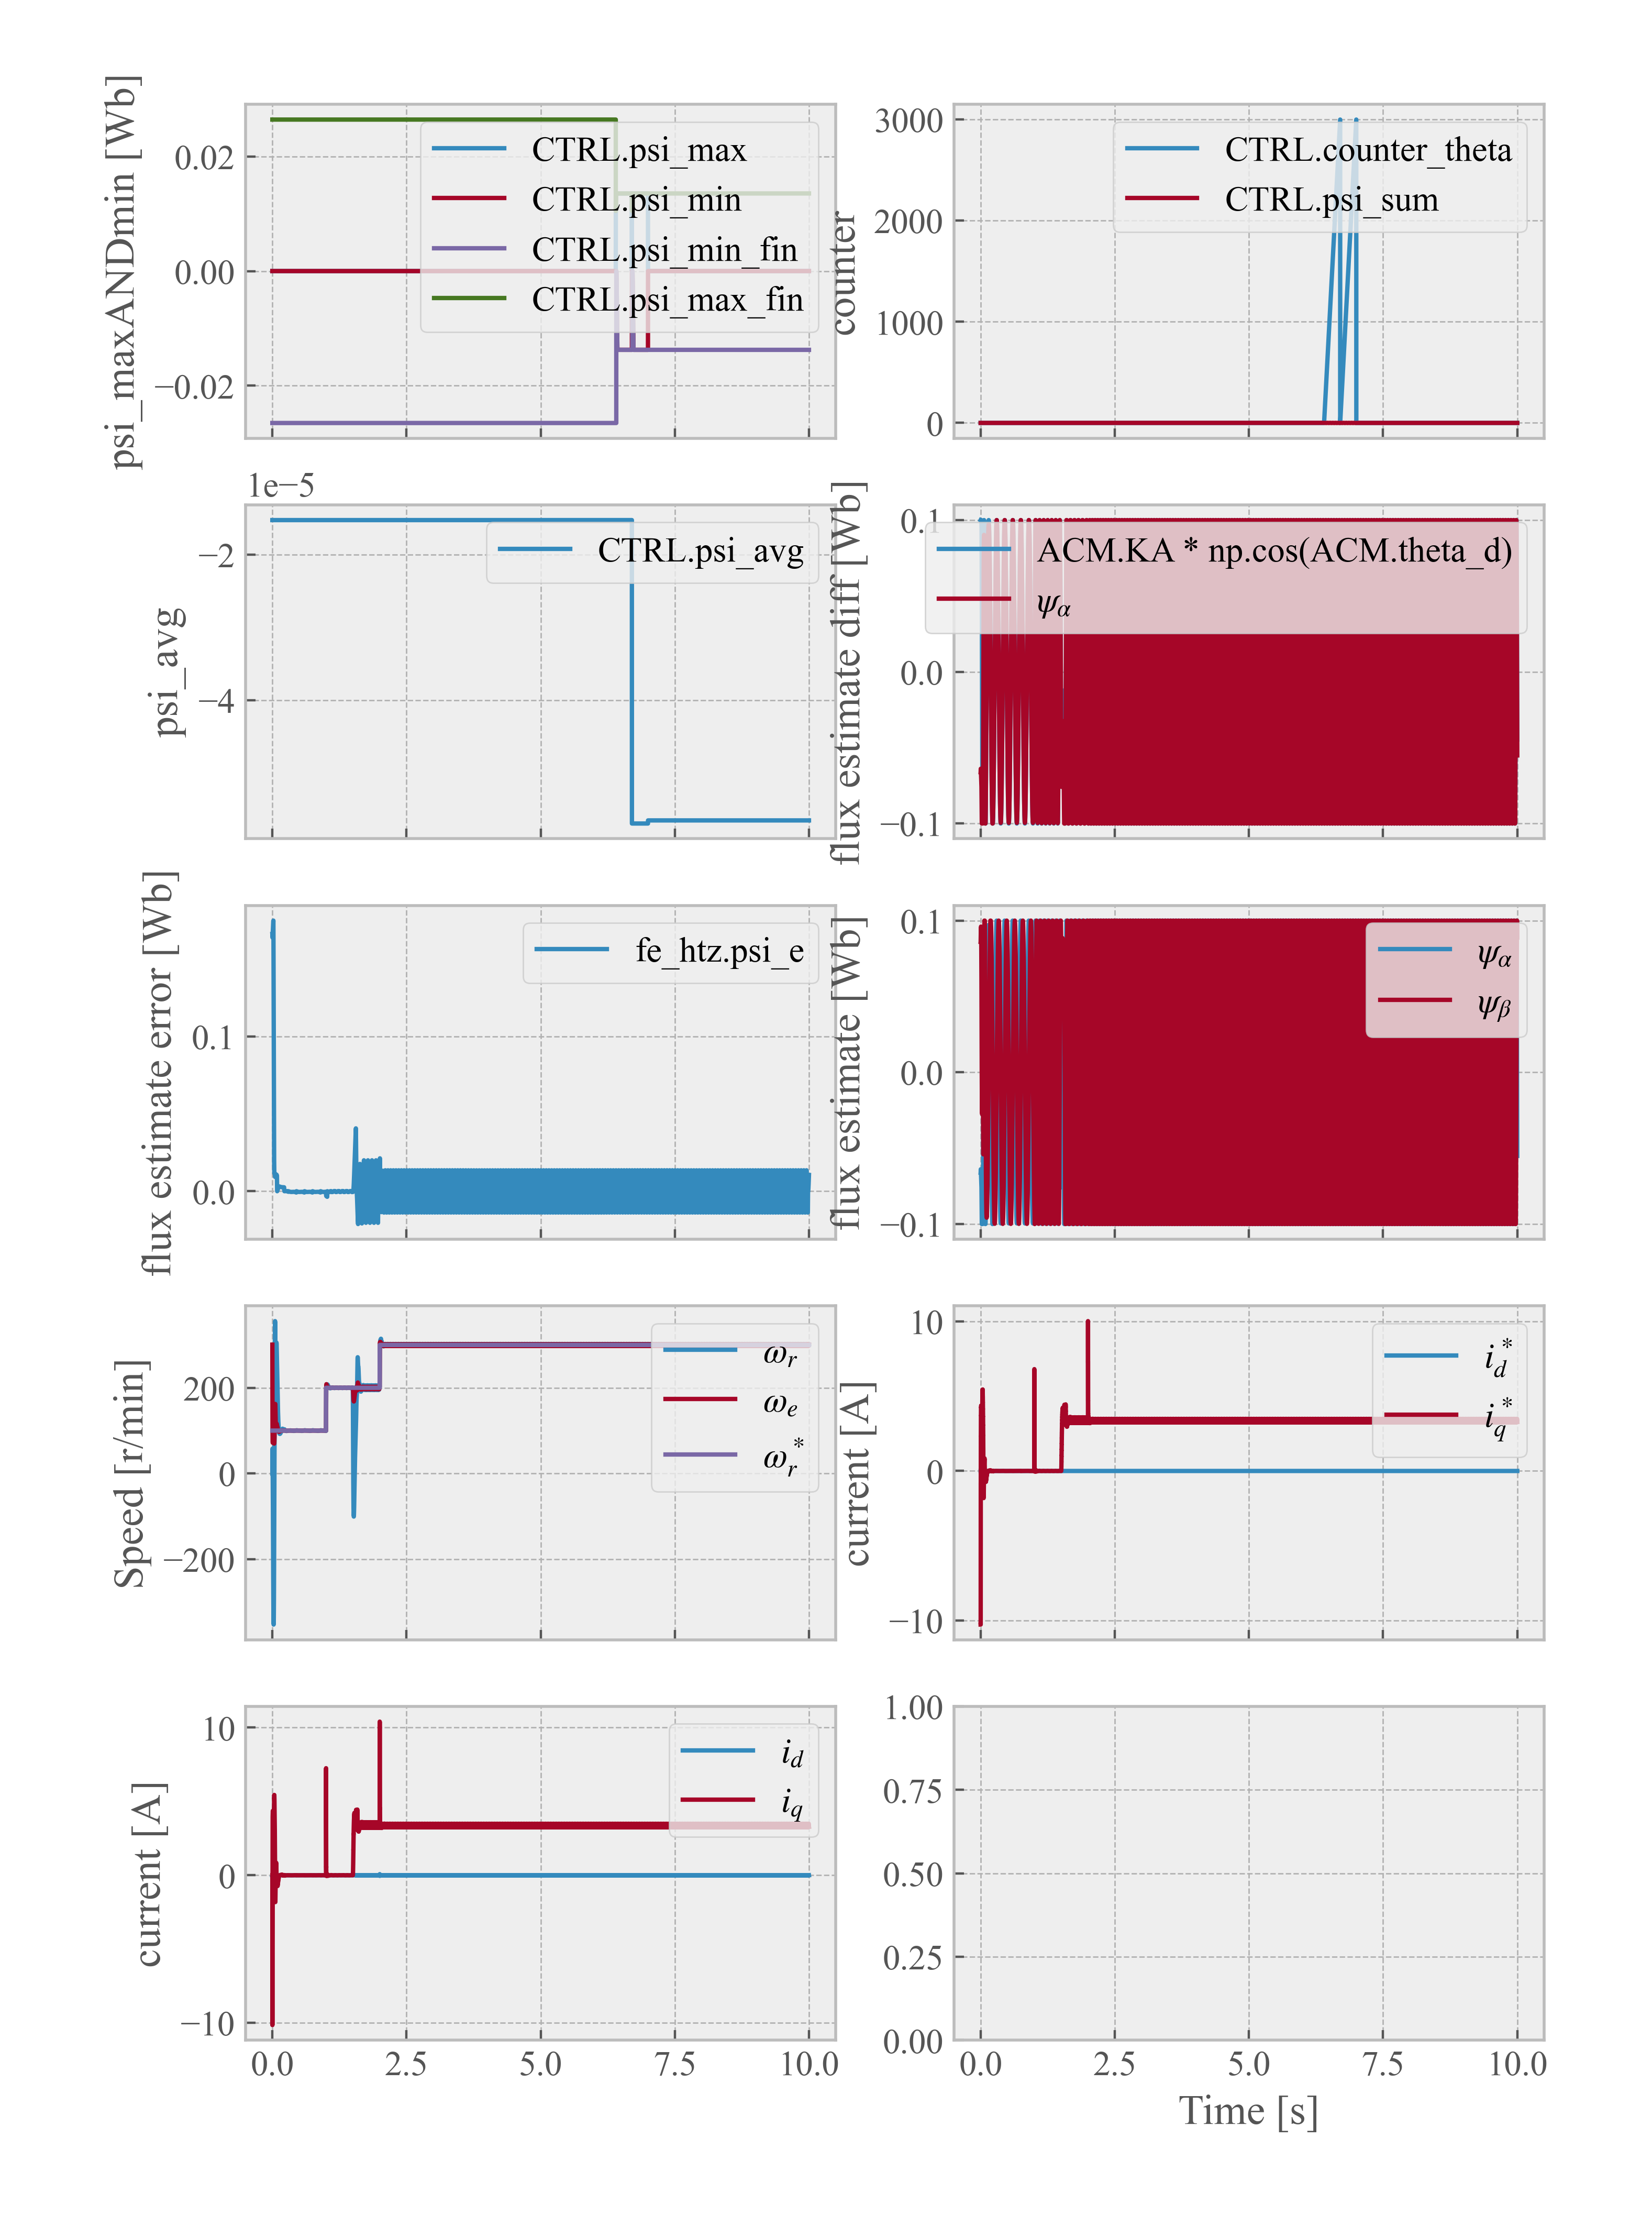 psi_maxANDmin [Wb]
0.02
0.00
−0.02
CTRL.psi_max
CTRL.psi_min
CTRL.psi_min_fin
CTRL.psi_max_fin
counter
3000
2000
1000
0
CTRL.counter_theta
CTRL.psi_sum
1e−5
psi_avg
−2
−4
CTRL.psi_avg
flux estimate diff [Wb]
0.1
0.0
−0.1
ACM.KA * np.cos(ACM.theta_d)
ψα
flux estimate error [Wb]
0.1
0.0
fe_htz.psi_e
flux estimate [Wb]
0.1
0.0
−0.1
ψα
ψβ
Speed [r/min]
200
0
−200
ωr
ωe
ωr*
current [A]
10
0
−10
id*
iq*
current [A]
10
0
−10
id
iq
0.0 2.5 5.0 7.5 10.0
1.00
0.75
0.50
0.25
0.00
0.0 2.5 5.0 7.5 10.0
Time [s]